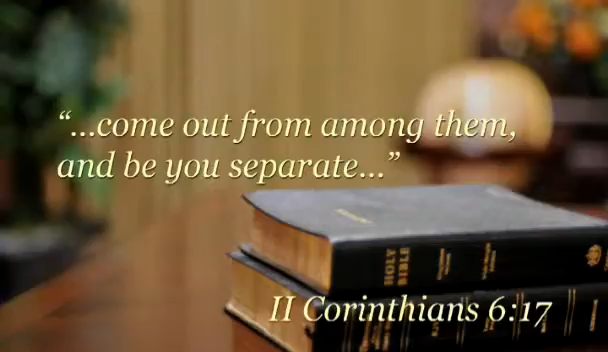 “...come out from among them,
and be you separate...”
HOLY
BIBLE
II Corinthians 6:17